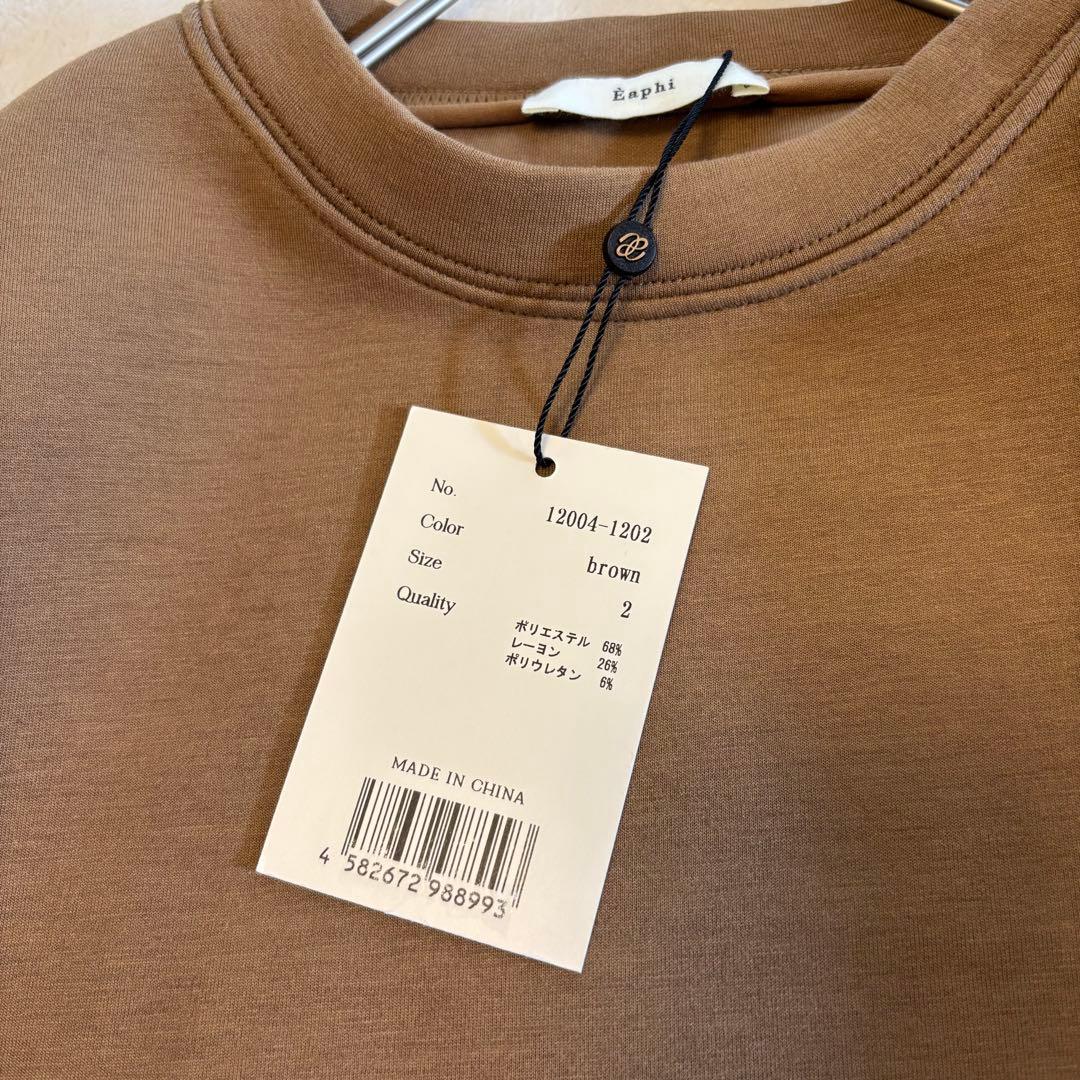 Èaphi
No. 12004-1202
Color brown
Size 2
Quality
ポリエステル 68%
レーヨン 26%
ポリウレタン 6%
MADE IN CHINA
4 582672 988993